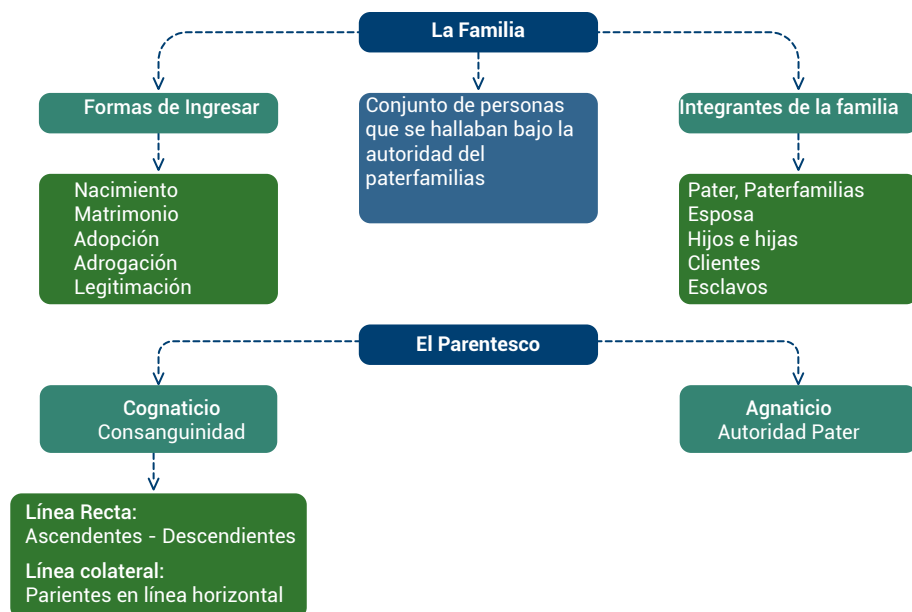 La Familia
Formas de Ingresar
Nacimiento
Matrimonio
Adopción
Adrogación
Legitimación
Conjunto de personas
que se hallaban bajo la
autoridad del
paterfamilias
Integrantes de la familia
Pater, Paterfamilias
Esposa
Hijos e hijas
Clientes
Esclavos
El Parentesco
Cognaticio
Consanguinidad
Línea Recta:
Ascendentes - Descendientes
Línea colateral:
Parientes en línea horizontal
Agnaticio
Autoridad Pater